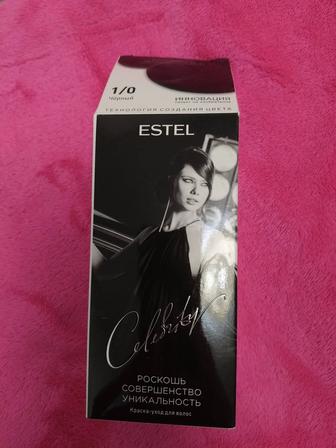 1/0
Чёрный
ИННОВАЦИЯ
ТЕХНОЛОГИЯ СОЗДАНИЯ ЦВЕТА
ESTEL
Celebrity
РОСКОШЬ
СОВЕРШЕНСТВО
УНИКАЛЬНОСТЬ
Краска-уход для волос